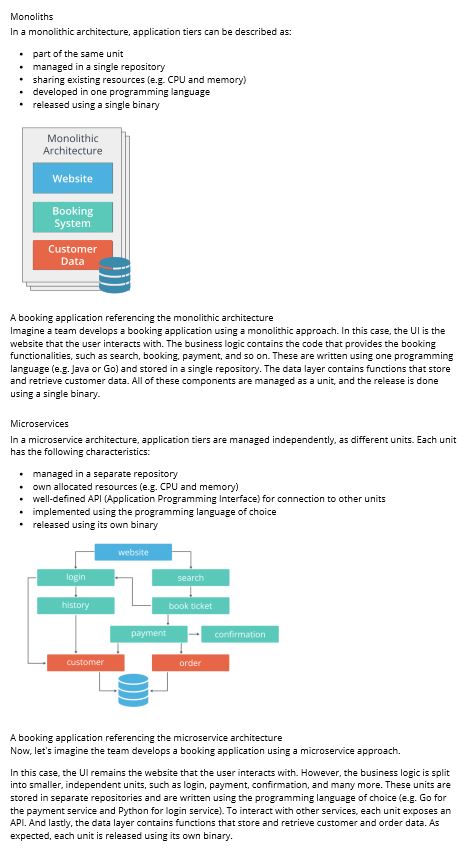 Monoliths
In a monolithic architecture, application tiers can be described as:
• part of the same unit
• managed in a single repository
• sharing existing resources (e.g. CPU and memory)
• developed in one programming language
• released using a single binary
Monolithic
Architecture
Website
Booking
System
Customer
Data
A booking application referencing the monolithic architecture
Imagine a team develops a booking application using a monolithic approach. In this case, the UI is the
website that the user interacts with. The business logic contains the code that provides the booking
functionalities, such as search, booking, payment, and so on. These are written using one programming
language (e.g. Java or Go) and stored in a single repository. The data layer contains functions that store
and retrieve customer data. All of these components are managed as a unit, and the release is done
using a single binary.
Microservices
In a microservice architecture, application tiers are managed independently, as different units. Each unit
has the following characteristics:
• managed in a separate repository
• own allocated resources (e.g. CPU and memory)
• well-defined API (Application Programming Interface) for connection to other units
• implemented using the programming language of choice
• released using its own binary
website
login
search
history
book ticket
payment
confirmation
customer
order
A booking application referencing the microservice architecture
Now, let's imagine the team develops a booking application using a microservice approach.
In this case, the UI remains the website that the user interacts with. However, the business logic is split
into smaller, independent units, such as login, payment, confirmation, and many more. These units are
stored in separate repositories and are written using the programming language of choice (e.g. Go for
the payment service and Python for login service). To interact with other services, each unit exposes an
API. And lastly, the data layer contains functions that store and retrieve customer and order data. As
expected, each unit is released using its own binary.